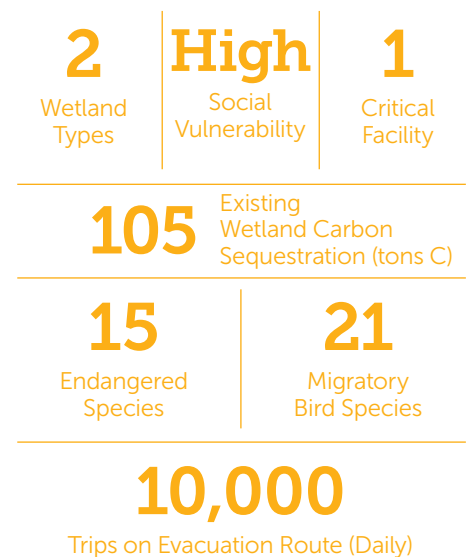 2
Wetland
Types
High
Social
Vulnerability
1
Critical
Facility
105
Existing
Wetland Carbon
Sequestration (tons C)
15
Endangered
Species
21
Migratory
Bird Species
10,000
Trips on Evacuation Route (Daily)